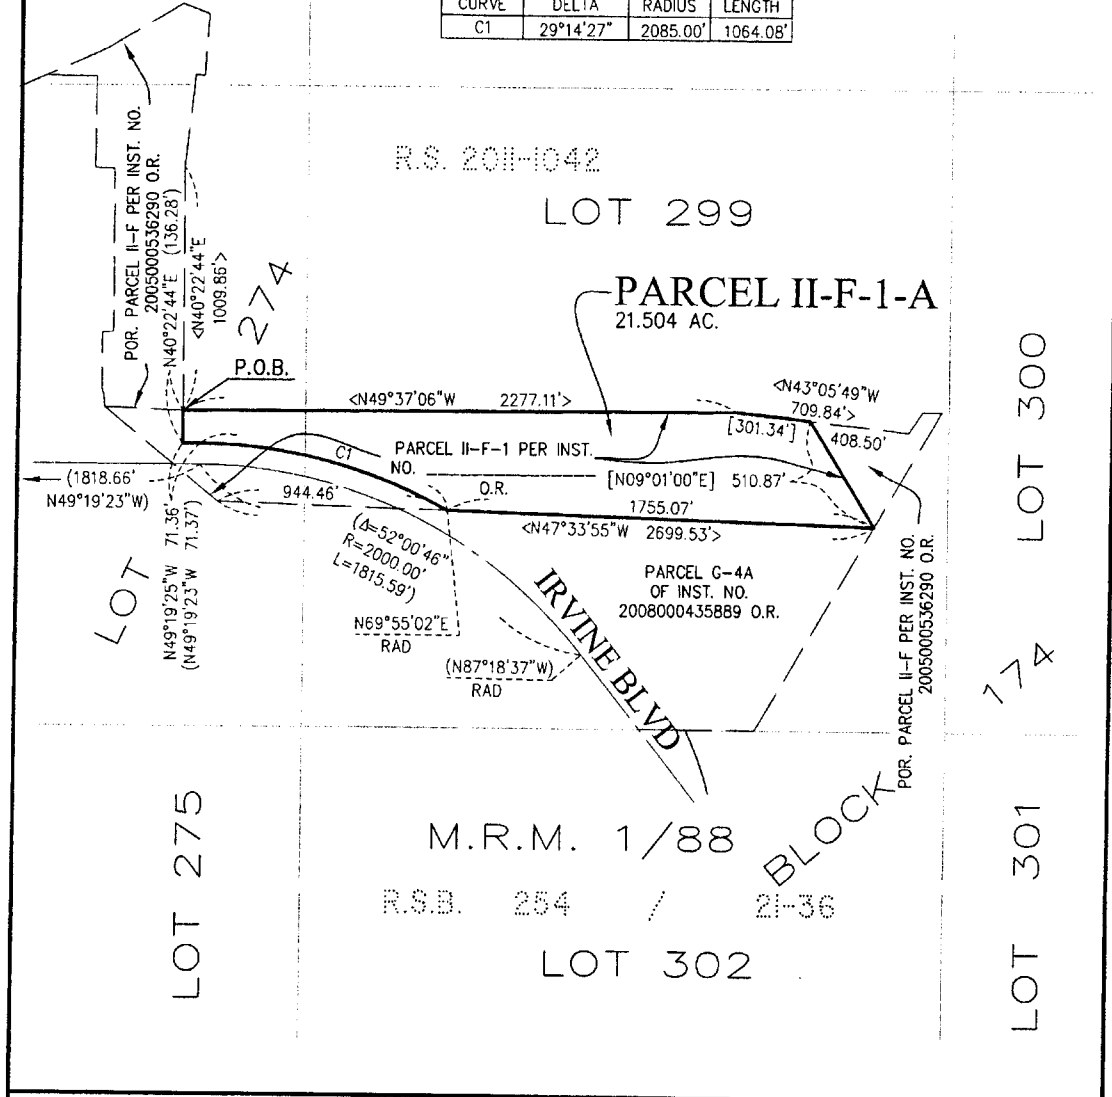 CURVE DELTA RADIUS LENGTH
C1 29°14'27" 2085.00' 1064.08'
R.S. 2011-1042
LOT 299
POR. PARCEL II-F PER INST. NO.
2005000536290 O.R.
N40°22'44"E (136.28')
<N40°22'44"E
1009.86'>
274
P.O.B.
PARCEL II-F-1-A
21.504 AC.
<N49°37'06"W 2277.11'>
<N43°05'49"W
709.84'>
[301.34']
408.50'
LOT 300
C1
PARCEL II-F-1 PER INST.
NO.
O.R.
[N09°01'00"E] 510.87'
(1818.66'
N49°19'23"W)
944.46'
1755.07'
<N47°33'55"W 2699.53'>
N49°19'25"W 71.36'
(N49°19'23"W 71.37')
LOT
(Δ=52°00'46"
R=2000.00'
L=1815.59')
PARCEL G-4A
OF INST. NO.
2008000435889 O.R.
N69°55'02"E
RAD
(N87°18'37"W)
RAD
IRVINE BLVD
POR. PARCEL II-F PER INST. NO.
2005000536290 O.R.
174
BLOCK
LOT 275
M.R.M. 1/88
R.S.B. 254 / 21-36
LOT 302
LOT 301